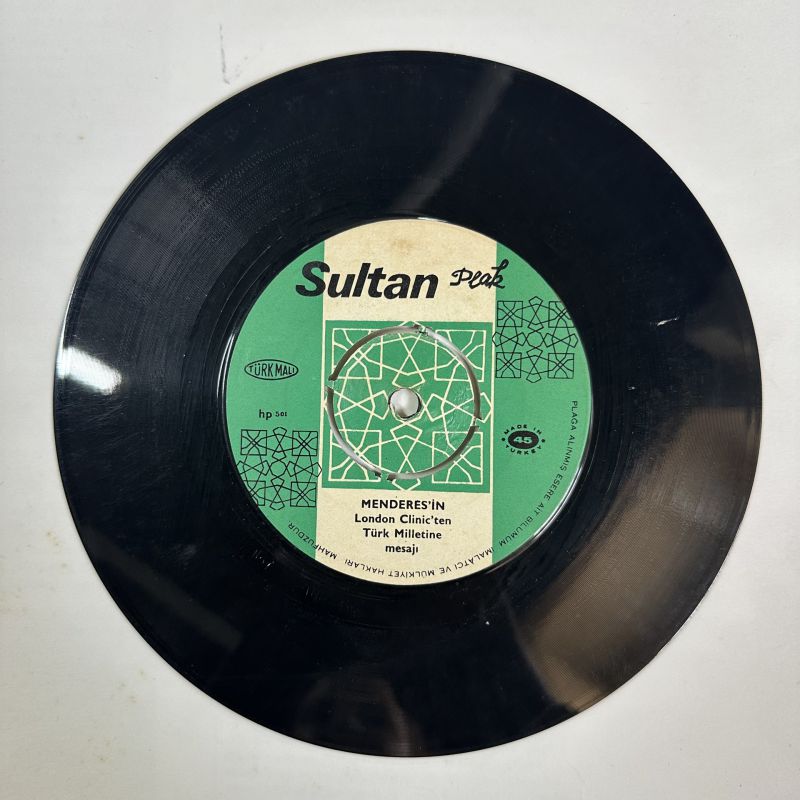 Sultan Plak
TÜRK MALI
hp 501
MADE IN
45
TURKEY
MENDERES'İN
London Clinic'ten
Türk Milletine
mesajı
PLAĞA ALINMIŞ ESERE AİT BİLUMUM İMALATÇI VE MÜLKİYET HAKLARI MAHFUZDUR